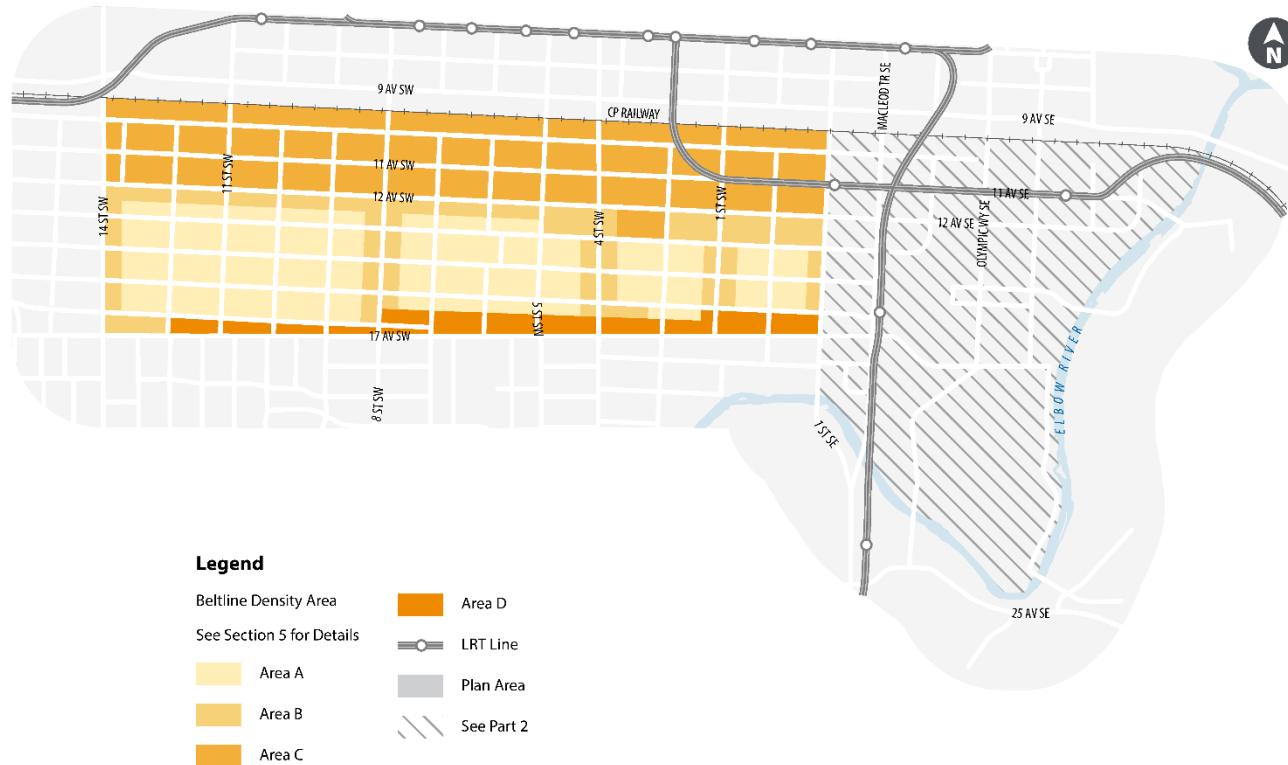 N
9 AV SW
CP RAILWAY
MACLEOD TR SE
9 AV SE
11 AV SW
11 ST SW
12 AV SW
14 ST SW
4 ST SW
1 ST SW
11 AV SE
12 AV SE
OLYMPIC WY SE
5 ST SW
17 AV SW
8 ST SW
1 ST SE
ELBOW RIVER
25 AV SE
Legend
Beltline Density Area
See Section 5 for Details
Area A
Area B
Area C
Area D
LRT Line
Plan Area
See Part 2